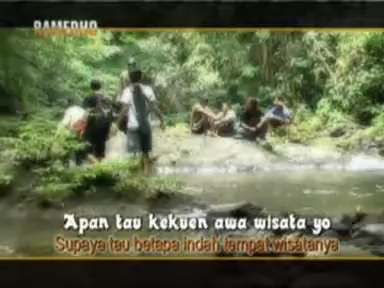 RAMEDHO
Apan tau kekuen awa wisata yo
Supaya tau betapa indah tempat wisatanya